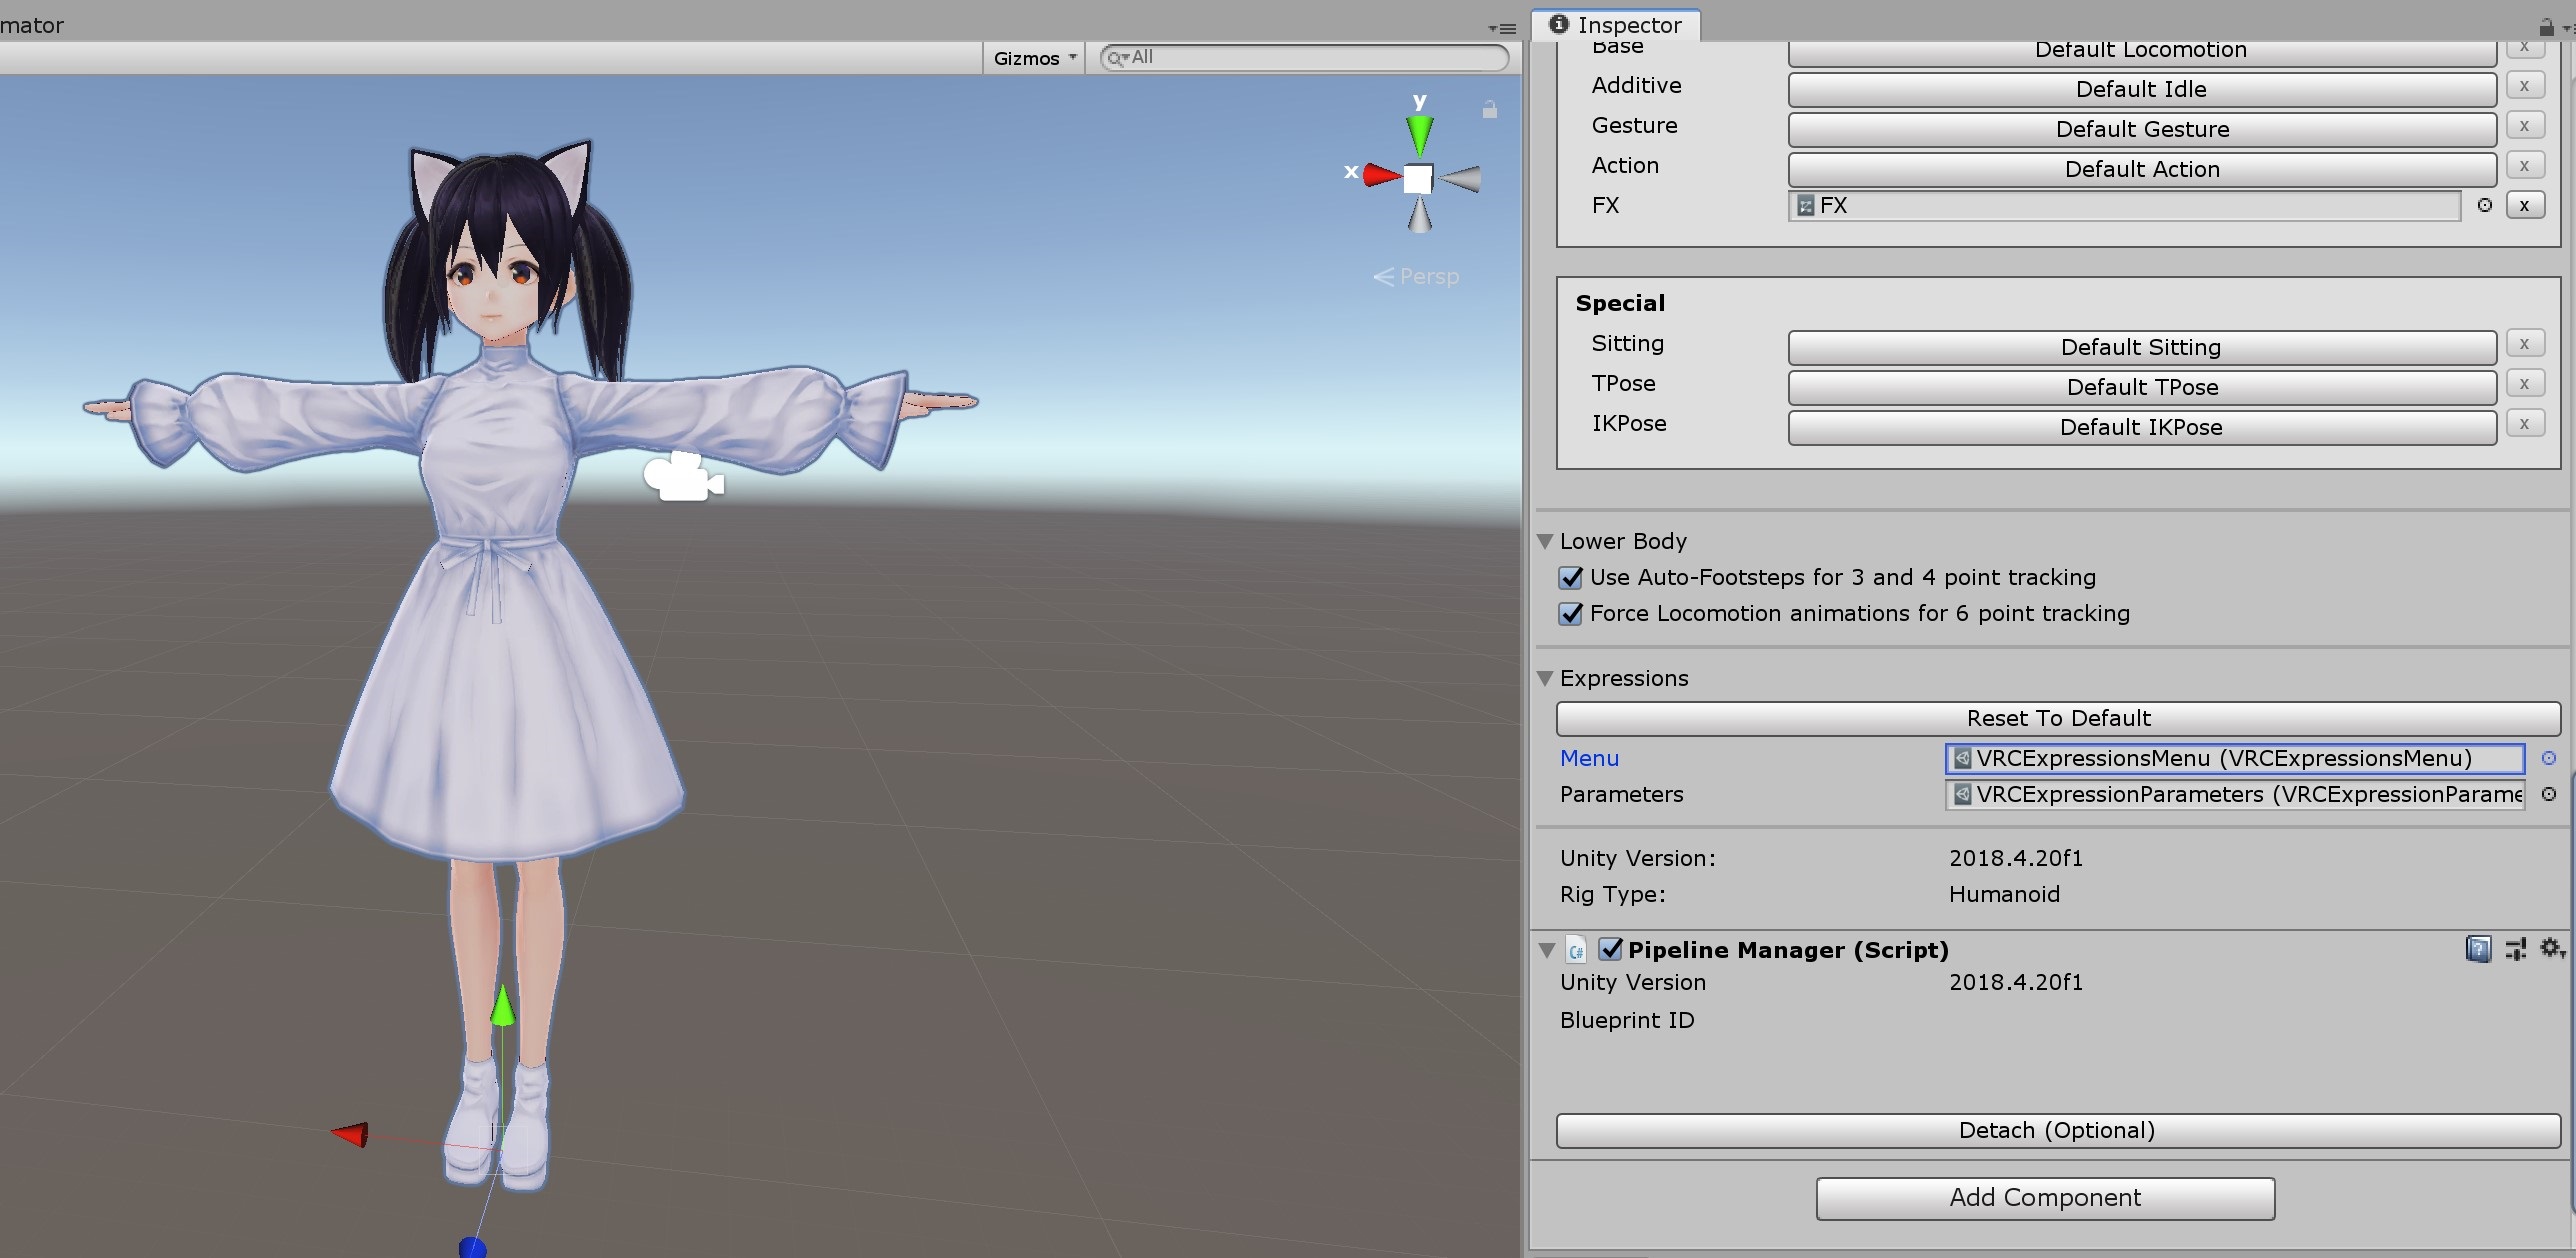 mator
Gizmos
All
y
x
Persp
Inspector
Base
Default Locomotion
x
Additive
Default Idle
x
Gesture
Default Gesture
x
Action
Default Action
x
FX
FX
x
Special
Sitting
Default Sitting
x
TPose
Default TPose
x
IKPose
Default IKPose
x
Lower Body
Use Auto-Footsteps for 3 and 4 point tracking
Force Locomotion animations for 6 point tracking
Expressions
Reset To Default
Menu
VRCExpressionsMenu (VRCExpressionsMenu)
Parameters
VRCExpressionParameters (VRCExpressionParame
Unity Version:
2018.4.20f1
Rig Type:
Humanoid
C#
Pipeline Manager (Script)
Unity Version
2018.4.20f1
Blueprint ID
Detach (Optional)
Add Component